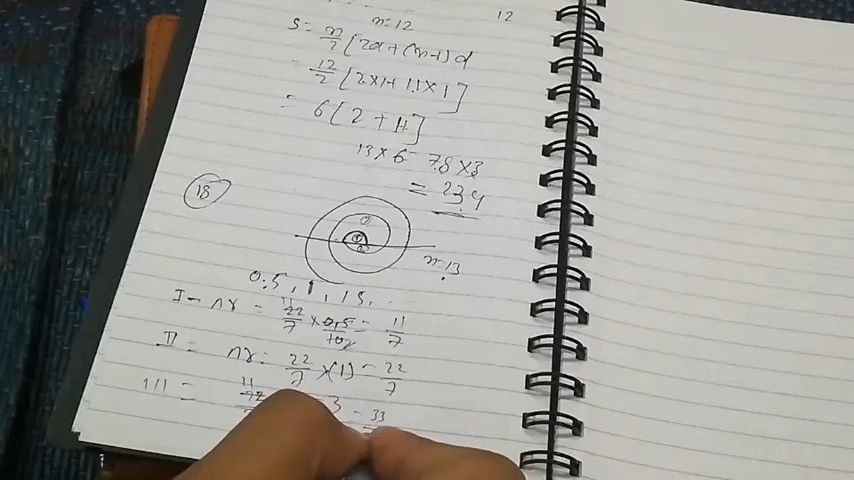 n=12 12
S = n/2 [2a+(n-1)d
= 12/2 [2×1+11×1]
= 6[2+11]
13×6 = 78×3
= 234
18
n=13
0.5, 1, 1.5, . .
I - πr = 22/7 × = 11/7
II = πr = 22/7 ×(1) = 22/7
III = 3 = 33